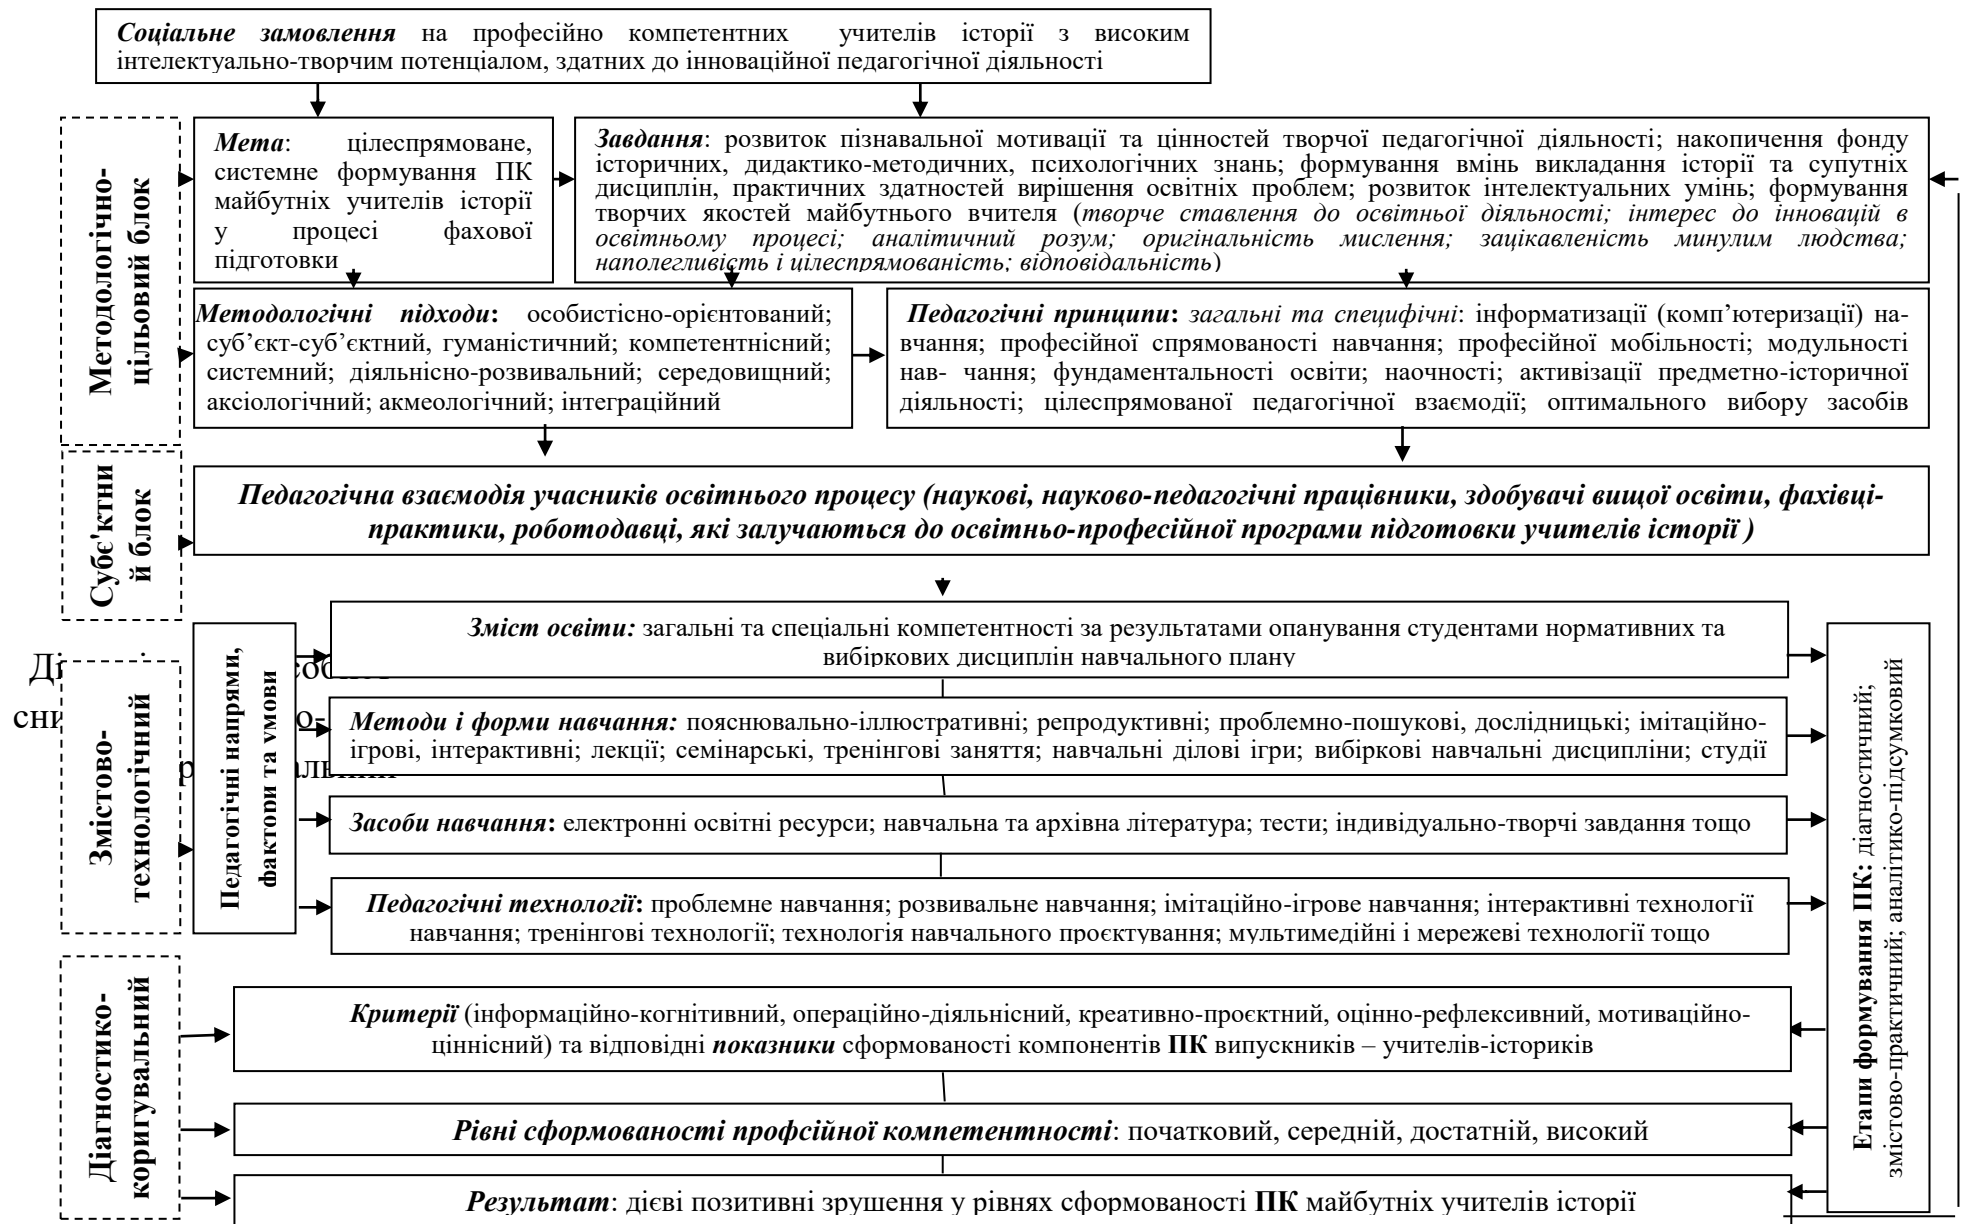 Соціальне замовлення на професійно компетентних учителів історії з високим
інтелектуально-творчим потенціалом, здатних до інноваційної педагогічної діяльності
Методологічно-
цільовий блок
Мета: цілеспрямоване,
системне формування ПК
майбутніх учителів історії
у процесі фахової
підготовки
Завдання: розвиток пізнавальної мотивації та цінностей творчої педагогічної діяльності; накопичення фонду
історичних, дидактико-методичних, психологічних знань; формування вмінь викладання історії та супутніх
дисциплін, практичних здатностей вирішення освітніх проблем; розвиток інтелектуальних умінь; формування
творчих якостей майбутнього вчителя (творче ставлення до освітньої діяльності; інтерес до інновацій в
освітньому процесі; аналітичний розум; оригінальність мислення; зацікавленість минулим людства;
наполегливість і цілеспрямованість; відповідальність)
Методологічні підходи: особистісно-орієнтований;
суб’єкт-суб’єктний, гуманістичний; компетентнісний;
системний; діяльнісно-розвивальний; середовищний;
аксіологічний; акмеологічний; інтеграційний
Педагогічні принципи: загальні та специфічні: інформатизації (комп’ютеризації) на-
вчання; професійної спрямованості навчання; професійної мобільності; модульності
нав- чання; фундаментальності освіти; наочності; активізації предметно-історичної
діяльності; цілеспрямованої педагогічної взаємодії; оптимального вибору засобів
Субє'ктни
й блок
Педагогічна взаємодія учасників освітнього процесу (наукові, науково-педагогічні працівники, здобувачі вищої освіти, фахівці-
практики, роботодавці, які залучаються до освітньо-професійної програми підготовки учителів історії )
Змістово-
технологічний
Педагогічні напрями,
фактори та умови
Зміст освіти: загальні та спеціальні компетентності за результатами опанування студентами нормативних та
вибіркових дисциплін навчального плану
Методи і форми навчання: пояснювально-іллюстративні; репродуктивні; проблемно-пошукові, дослідницькі; імітаційно-
ігрові, інтерактивні; лекції; семінарські, тренінгові заняття; навчальні ділові ігри; вибіркові навчальні дисципліни; студії
Засоби навчання: електронні освітні ресурси; навчальна та архівна література; тести; індивідуально-творчі завдання тощо
Педагогічні технології: проблемне навчання; розвивальне навчання; імітаційно-ігрове навчання; інтерактивні технології
навчання; тренінгові технології; технологія навчального проєктування; мультимедійні і мережеві технології тощо
Етапи формування ПК: діагностичний;
змістово-практичний; аналітико-підсумковий
Діагностико-
коригувальний
Критерії (інформаційно-когнітивний, операційно-діяльнісний, креативно-проєктний, оцінно-рефлексивний, мотиваційно-
ціннісний) та відповідні показники сформованості компонентів ПК випускників – учителів-істориків
Рівні сформованості профсійної компетентності: початковий, середній, достатній, високий
Результат: дієві позитивні зрушення у рівнях сформованості ПК майбутніх учителів історії